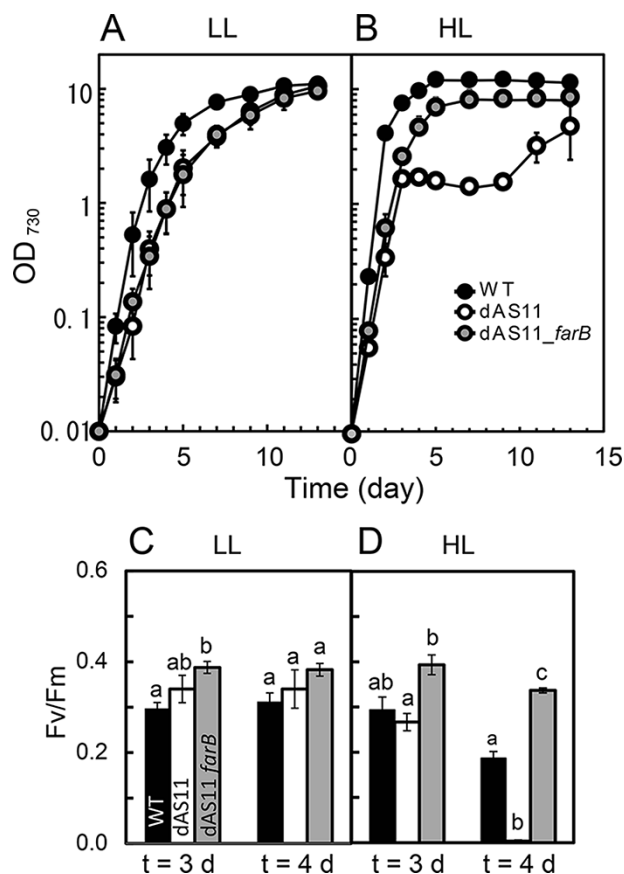 A LL
B HL
10
1
0.1
0.01
OD730
WT
dAS11
dAS11_farB
0 5 10 0 5 10 15
Time (day)
C LL
D HL
0.6
0.4
0.2
0.0
Fv/Fm
a ab b a a a
ab a b a b c
WT
dAS11
dAS11 farB
t = 3 d t = 4 d t = 3 d t = 4 d